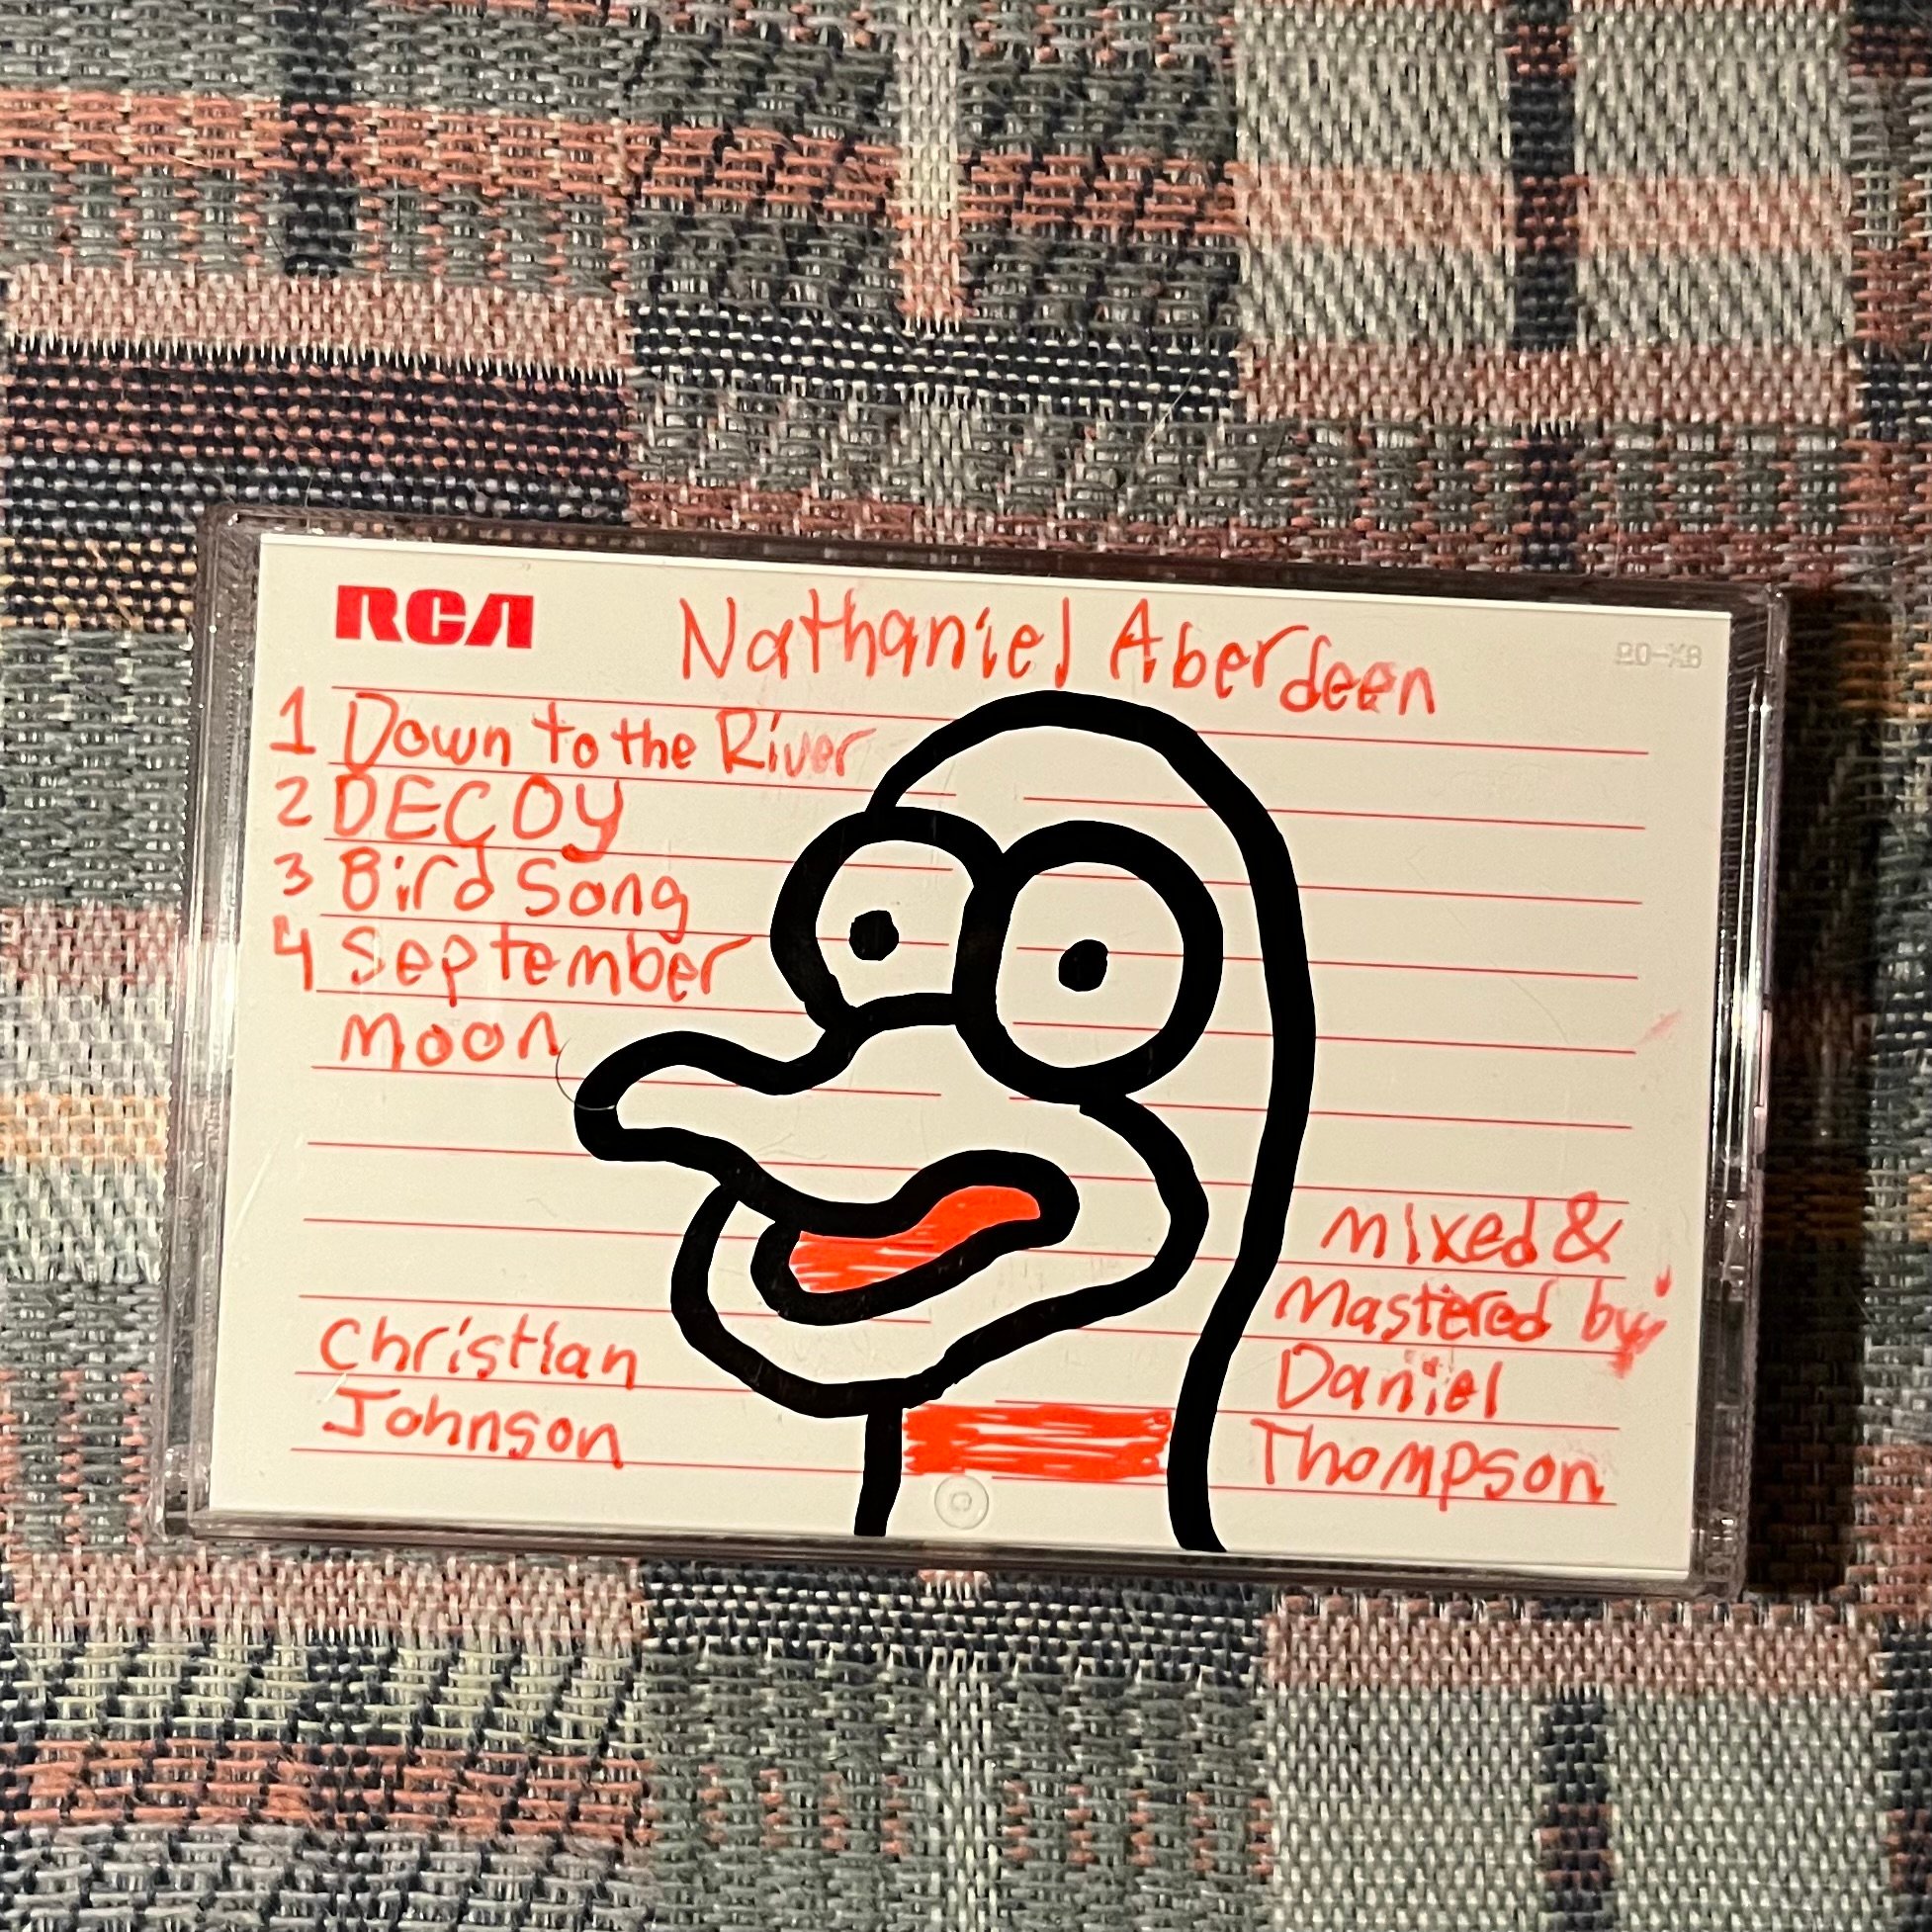 RCA
Nathaniel Aberdeen
1 Down to the River
2 DECOY
3 Bird Song
4 September
Moon
Christian
Johnson
mixed &
Mastered by:
Daniel
Thompson